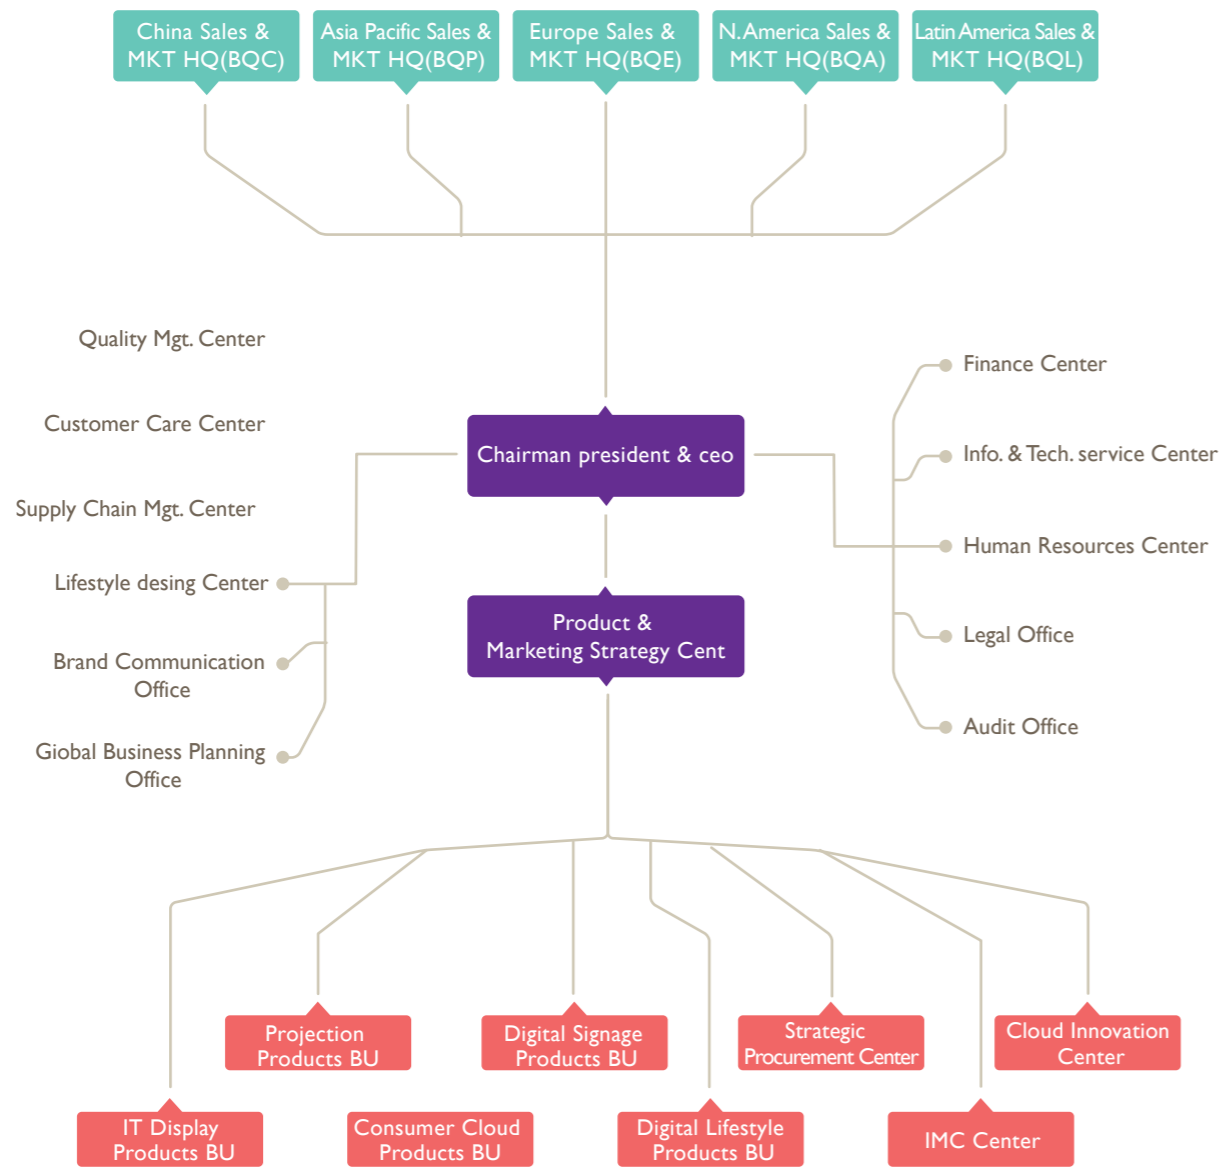 China Sales &
MKT HQ(BQC)
Asia Pacific Sales &
MKT HQ(BQP)
Europe Sales &
MKT HQ(BQE)
N. America Sales &
MKT HQ(BQA)
Latin America Sales &
MKT HQ(BQL)
Quality Mgt. Center
Customer Care Center
Supply Chain Mgt. Center
Lifestyle desing Center
Brand Communication
Office
Giobal Business Planning
Office
Chairman president & ceo
Product &
Marketing Strategy Cent
Finance Center
Info. & Tech. service Center
Human Resources Center
Legal Office
Audit Office
Projection
Products BU
Digital Signage
Products BU
Strategic
Procurement Center
Cloud Innovation
Center
IT Display
Products BU
Consumer Cloud
Products BU
Digital Lifestyle
Products BU
IMC Center